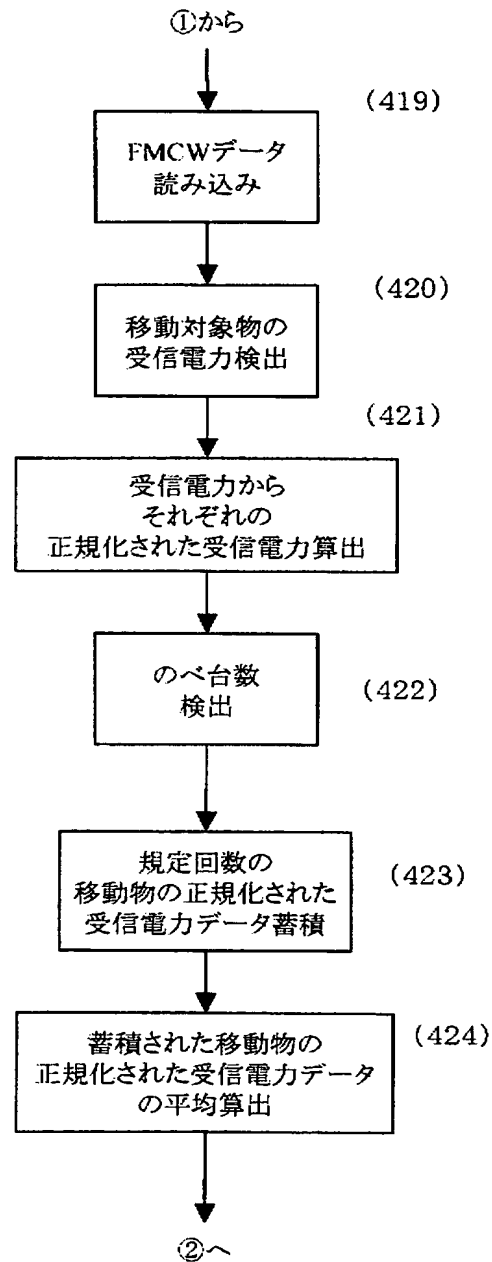 ①から
(419)
FMCWデータ
読み込み
(420)
移動対象物の
受信電力検出
(421)
受信電力から
それぞれの
正規化された受信電力算出
のべ台数
検出
(422)
規定回数の
移動物の正規化された
受信電力データ蓄積
(423)
蓄積された移動物の
正規化された受信電力データ
の平均算出
(424)
②へ